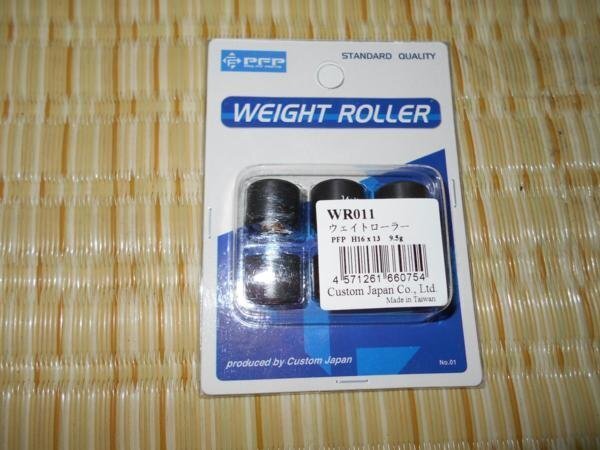 PFP
STANDARD QUALITY
WEIGHT ROLLER
WR011
ウェイトローラー
PFP H16 x 13 9.5g
4 571261 660754
Custom Japan Co., Ltd.
Made in Taiwan
produced by Custom Japan
No.01